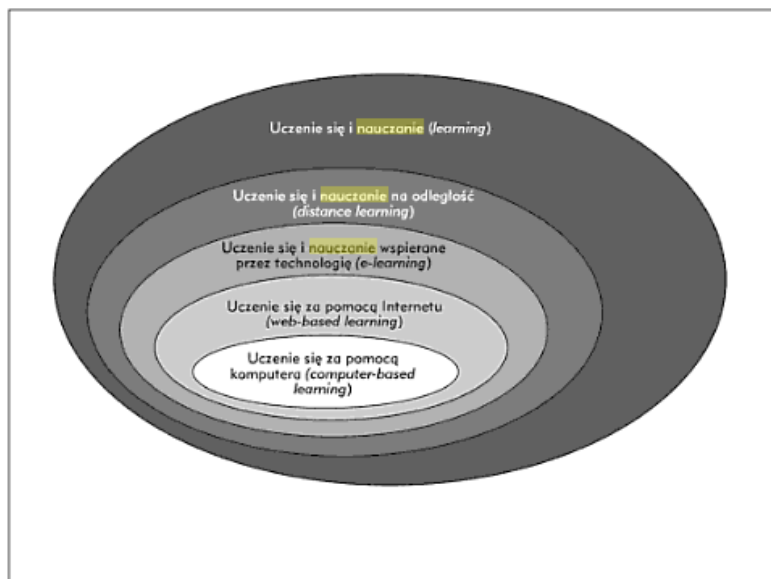 Uczenie się i nauczanie (learning)
Uczenie się i nauczanie na odległość
(distance learning)
Uczenie się i nauczanie wspierane
przez technologię (e-learning)
Uczenie się za pomocą Internetu
(web-based learning)
Uczenie się za pomocą
komputera (computer-based
learning)